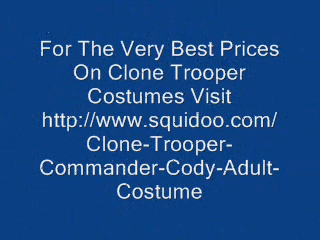 For The Very Best Prices
On Clone Trooper
Costumes Visit
http://www.squidoo.com/
Clone-Trooper-
Commander-Cody-Adult-
Costume